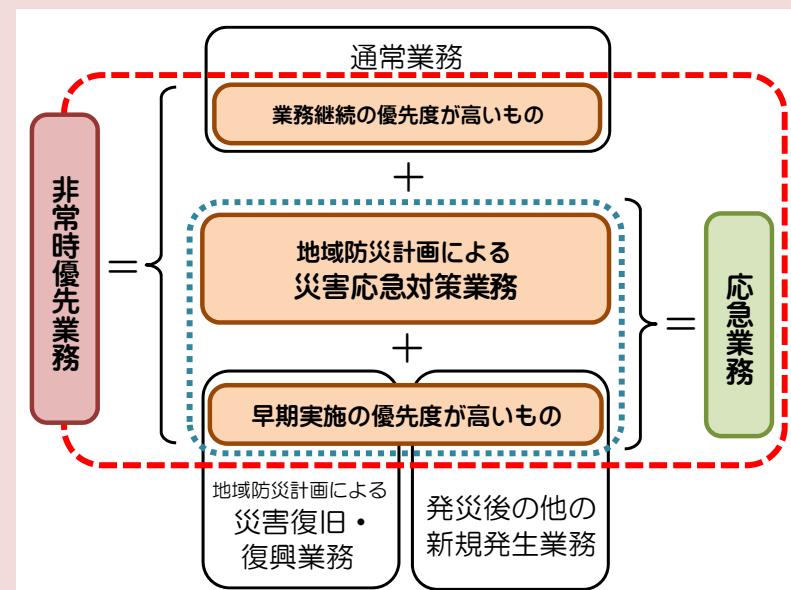 通常業務
業務継続の優先度が高いもの
+
非常時優先業務
=
地域防災計画による
災害応急対策業務
=
応急業務
+
早期実施の優先度が高いもの
地域防災計画による
災害復旧・
復興業務
発災後の他の
新規発生業務